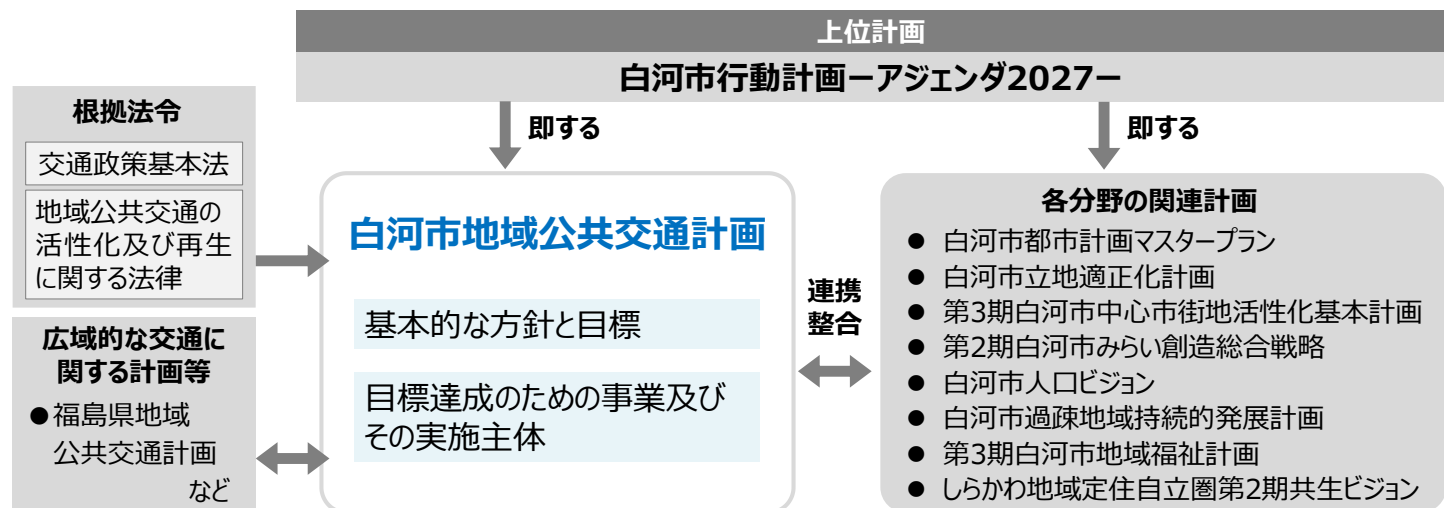 上位計画
白河市行動計画ーアジェンダ2027ー
即する
即する
根拠法令
交通政策基本法
地域公共交通の
活性化及び再生
に関する法律
広域的な交通に
関する計画等
●福島県地域
公共交通計画
など
白河市地域公共交通計画
基本的な方針と目標
目標達成のための事業及び
その実施主体
連携
整合
各分野の関連計画
● 白河市都市計画マスタープラン
● 白河市立地適正化計画
● 第3期白河市中心市街地活性化基本計画
● 第2期白河市みらい創造総合戦略
● 白河市人口ビジョン
● 白河市過疎地域持続的発展計画
● 第3期白河市地域福祉計画
● しらかわ地域定住自立圏第2期共生ビジョン